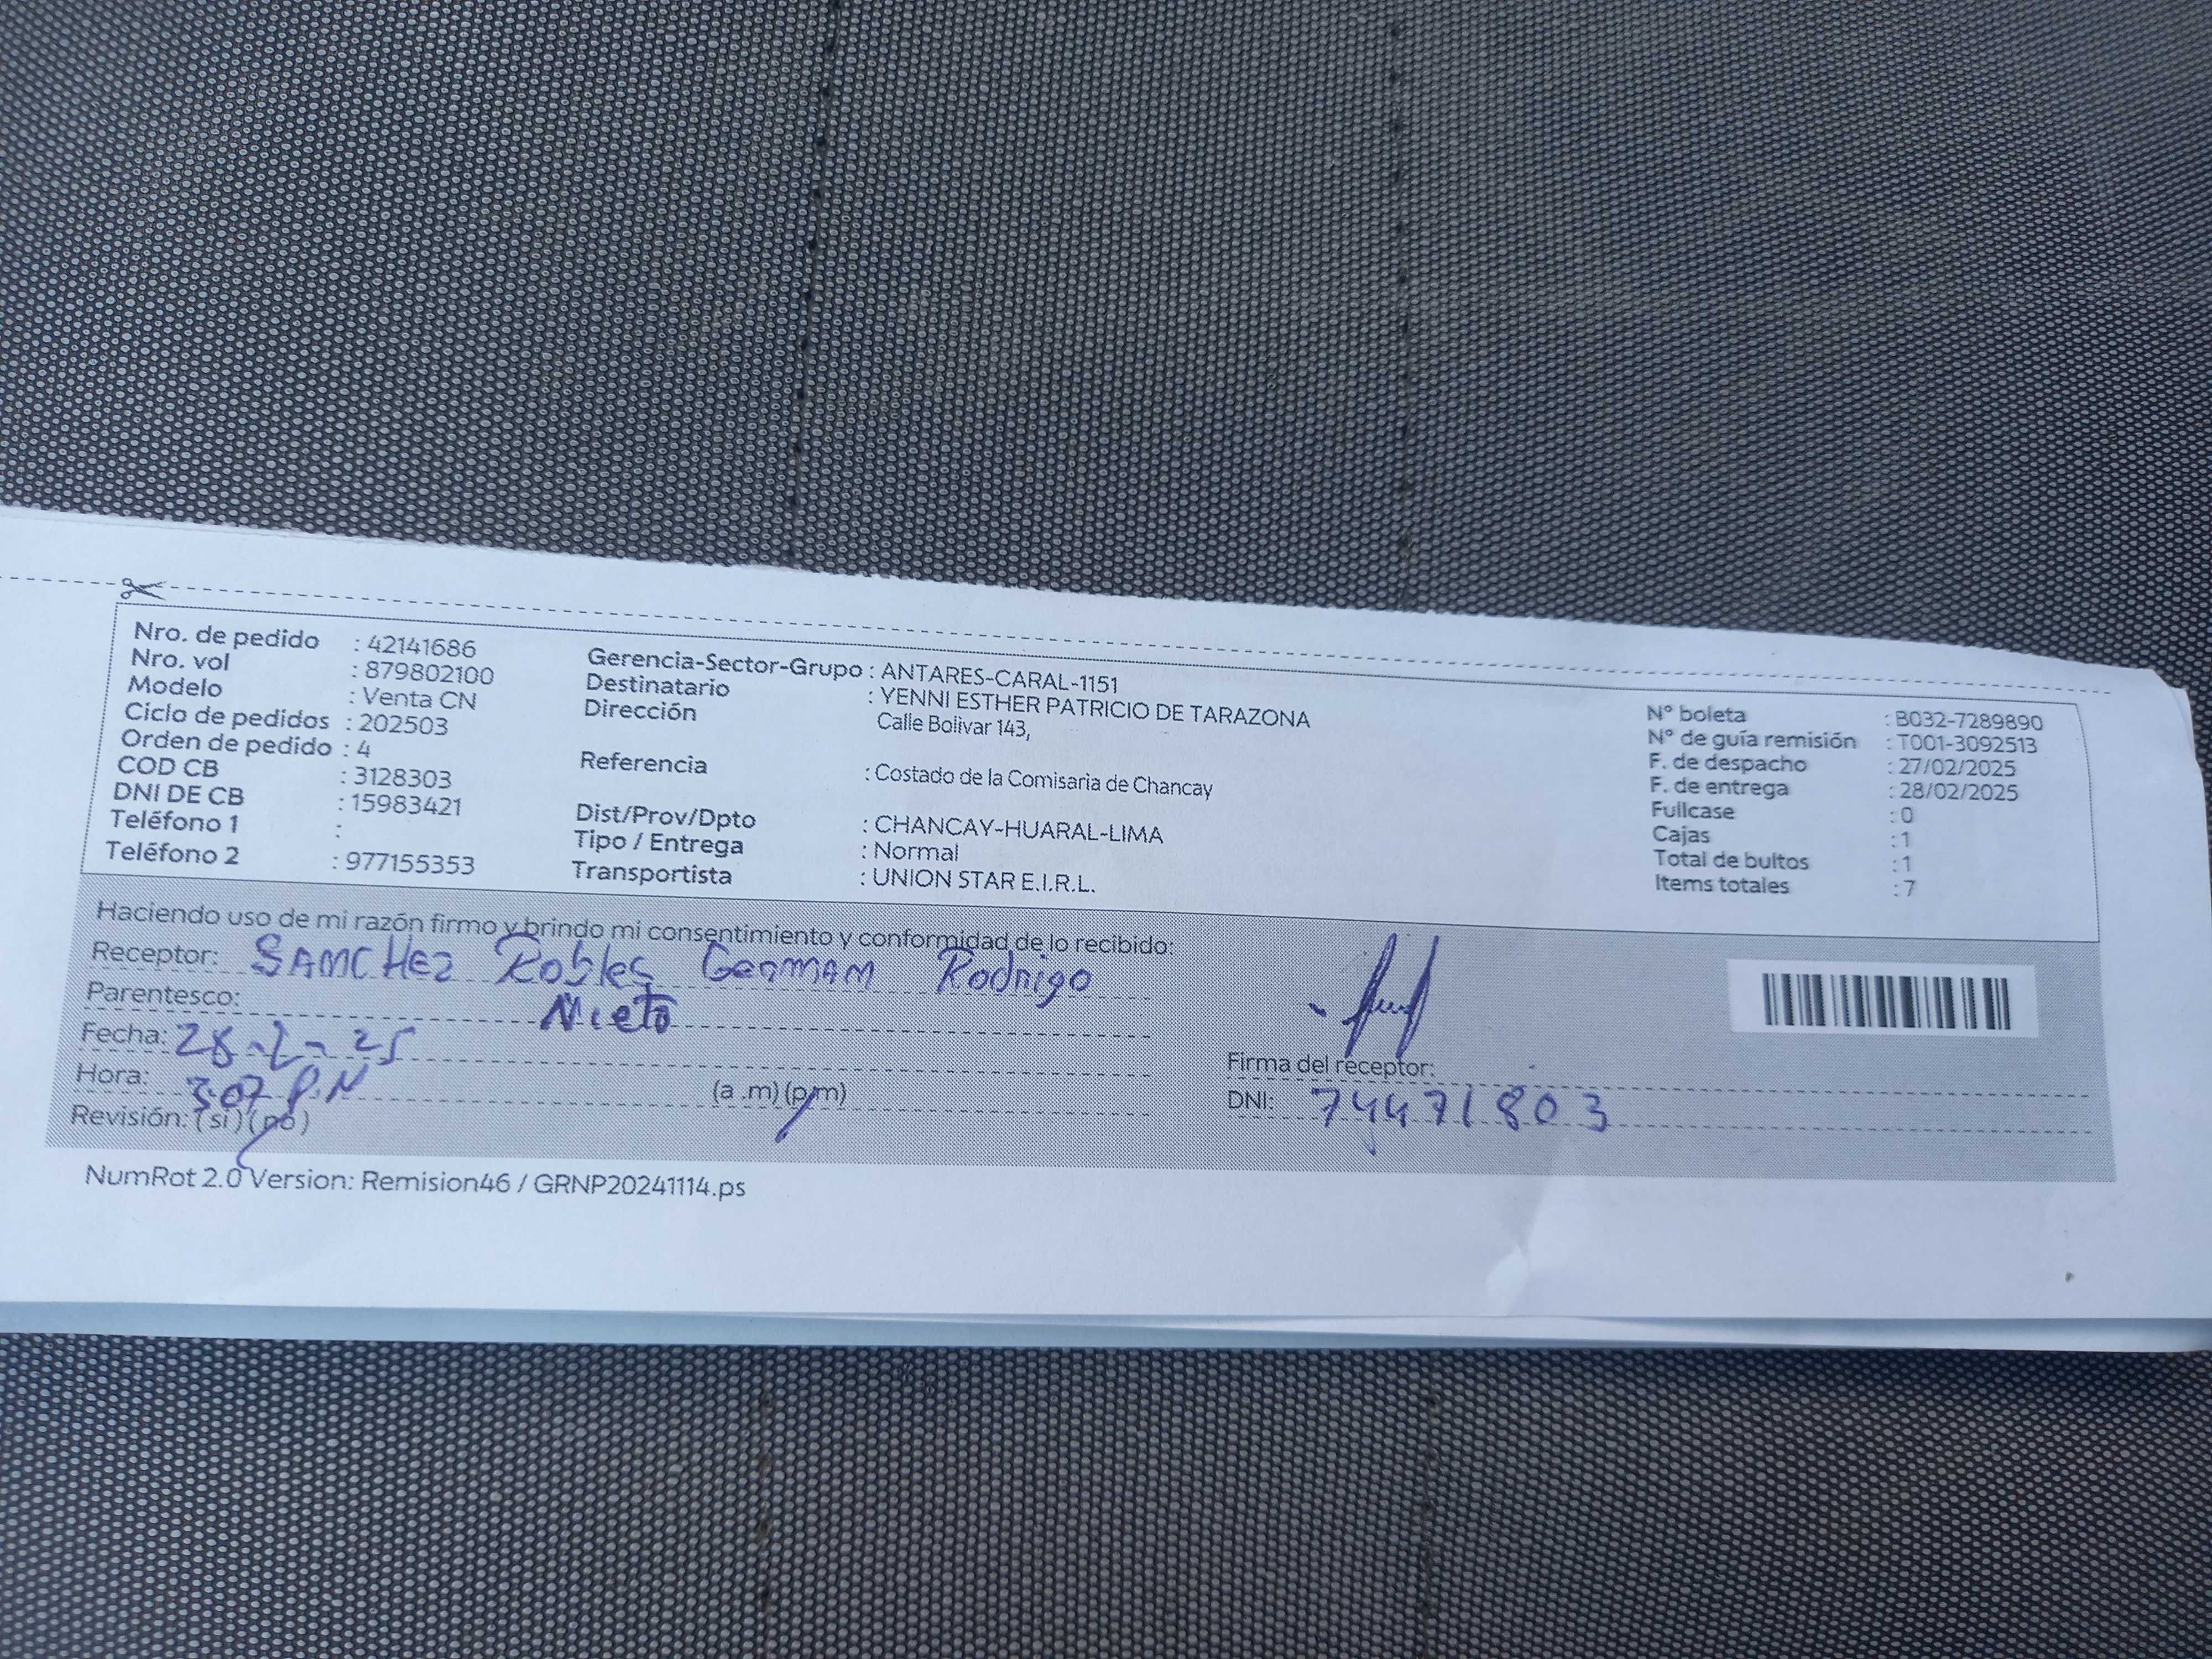 Nro. de pedido : 42141686
Nro. vol : 879802100
Modelo : Venta CN
Ciclo de pedidos : 202503
Orden de pedido : 4
COD CB : 3128303
DNI DE CB : 15983421
Teléfono 1 :
Teléfono 2 : 977155353
Gerencia-Sector-Grupo : ANTARES-CARAL-1151
Destinatario : YENNI ESTHER PATRICIO DE TARAZONA
Dirección Calle Bolivar 143,
Referencia : Costado de la Comisaria de Chancay
Dist/Prov/Dpto : CHANCAY-HUARAL-LIMA
Tipo / Entrega : Normal
Transportista : UNION STAR E.I.R.L.
N° boleta : B032-7289890
N° de guía remisión : T001-3092513
F. de despacho : 27/02/2025
F. de entrega : 28/02/2025
Fullcase : 0
Cajas : 1
Total de bultos : 1
Items totales : 7
Haciendo uso de mi razón firmo y brindo mi consentimiento y conformidad de lo recibido:
Receptor: SAMCHEZ Robles GeRMAM Rodrigo
Parentesco: Nieto
Fecha: 28-2-25
Hora: 3:07 P.M (a .m) (p.m)
Revisión: (si) (no)
Firma del receptor:
DNI: 74471803
NumRot 2.0 Version: Remision46 / GRNP20241114.ps